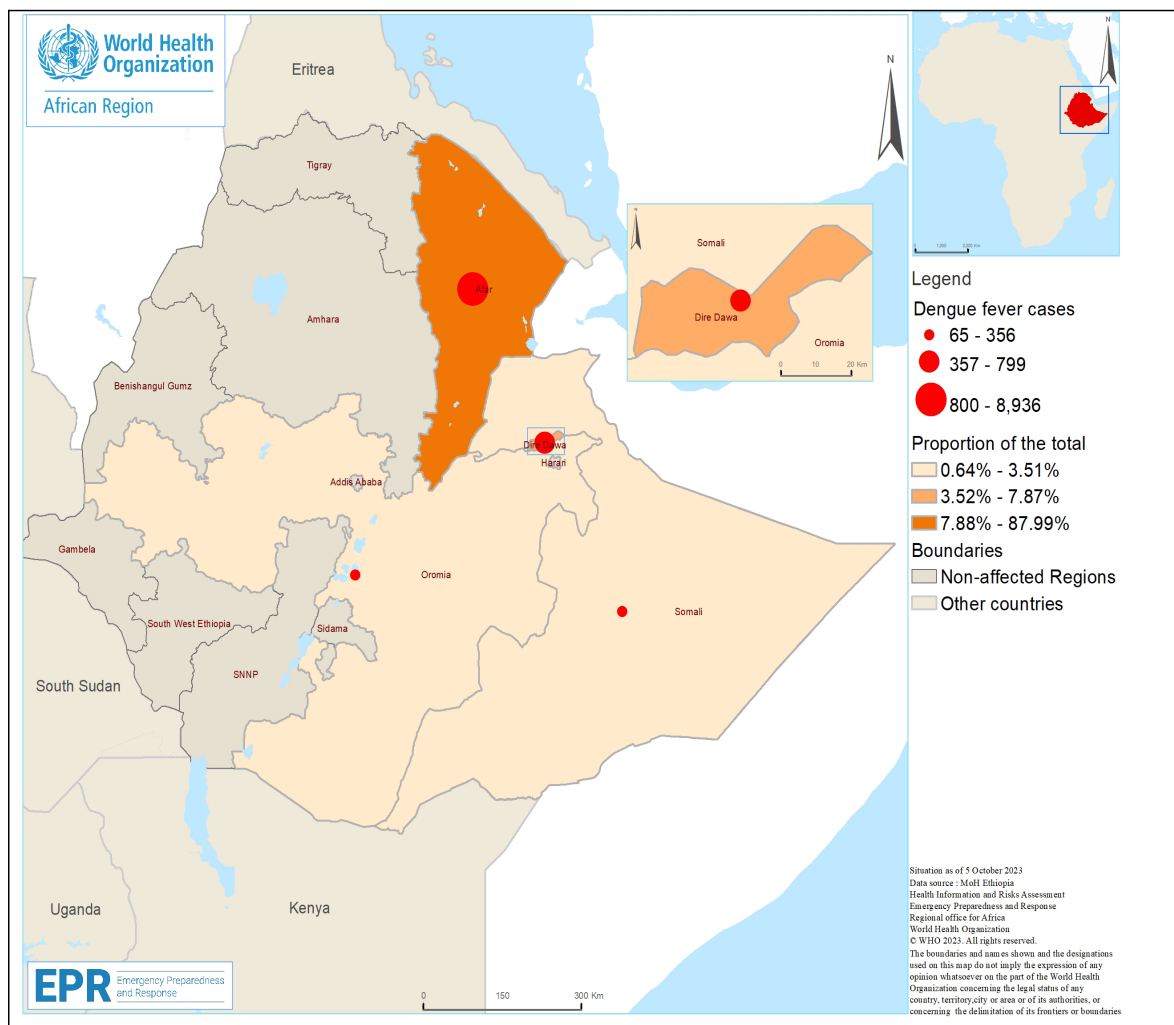 World Health
Organization
African Region
Eritrea
Tigray
Afar
Amhara
Benishangul Gumz
Dire Dawa
Harari
Addis Ababa
Gambela
Oromia
South West Ethiopia
Sidama
Somali
SNNP
South Sudan
Uganda
Kenya
N
N
Somali
Dire Dawa
Oromia
0 10 20 Km
N
Legend
Dengue fever cases
65 - 356
357 - 799
800 - 8,936
Proportion of the total
0.64% - 3.51%
3.52% - 7.87%
7.88% - 87.99%
Boundaries
Non-affected Regions
Other countries
Situation as of 5 October 2023
Data source : MoH Ethiopia
Health Information and Risks Assessment
Emergency Preparedness and Response
Regional office for Africa
World Health Organization
© WHO 2023. All rights reserved.
The boundaries and names shown and the designations
used on this map do not imply the expression of any
opinion whatsoever on the part of the World Health
Organization concerning the legal status of any
country, territory,city or area or of its authorities, or
concerning the delimitation of its frontiers or boundaries
EPR Emergency Preparedness
and Response
0 150 300 Km